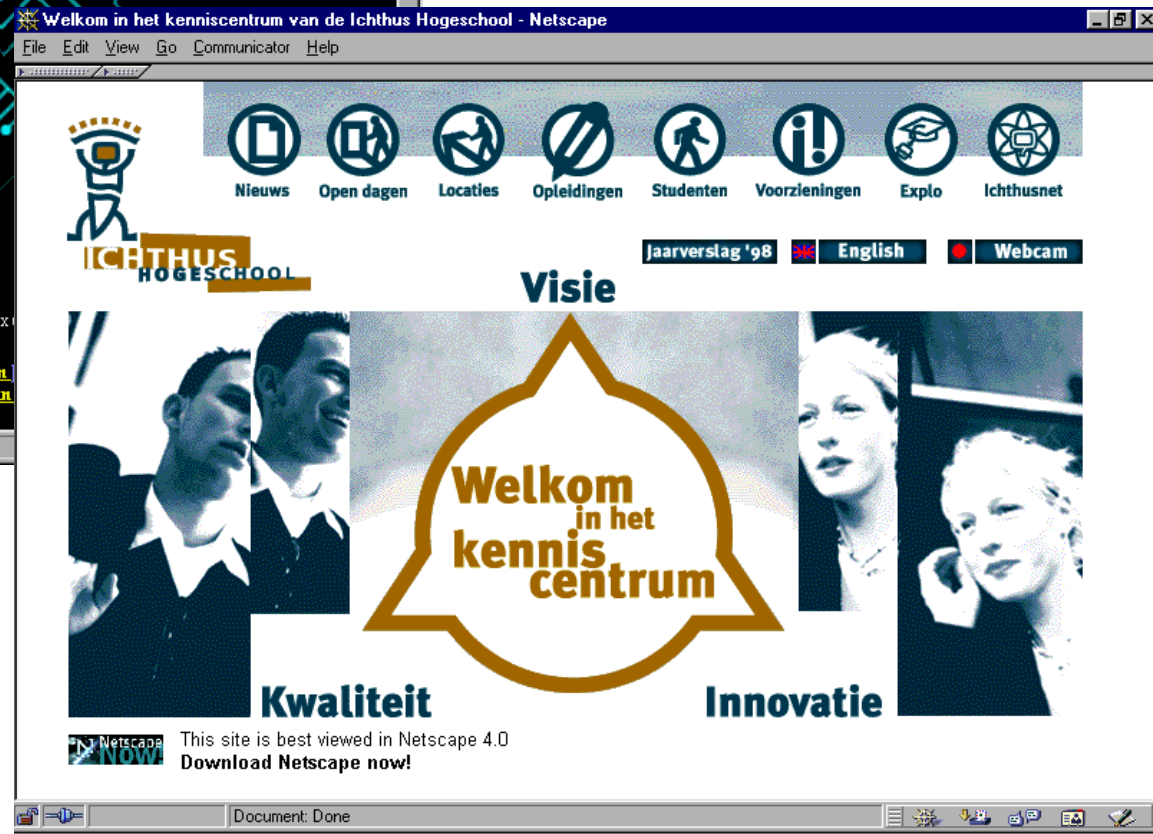 Welkom in het kenniscentrum van de Ichthus Hogeschool - Netscape
File Edit View Go Communicator Help
Nieuws Open dagen Locaties Opleidingen Studenten Voorzieningen Explo Ichthusnet
ICHTHUS
HOGESCHOOL
Jaarverslag '98 English Webcam
Visie
Welkom
in het
kennis
centrum
Kwaliteit Innovatie
Netscape
Now!
This site is best viewed in Netscape 4.0
Download Netscape now!
Document: Done